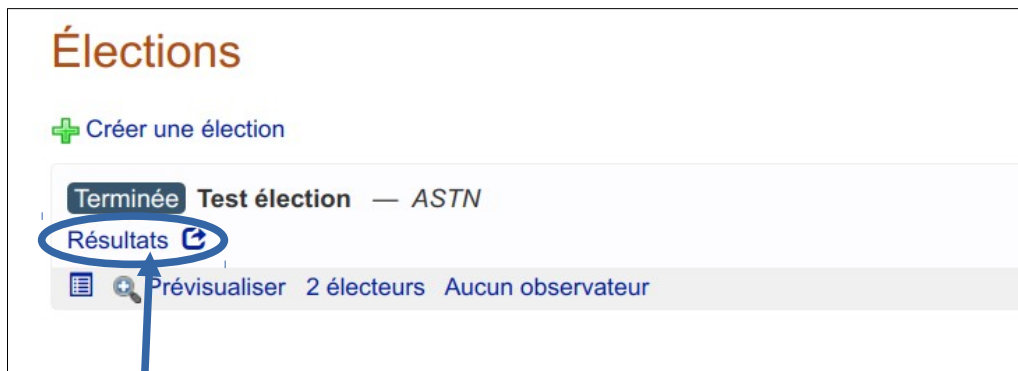 Élections
Créer une élection
Terminée Test élection — ASTN
Résultats
Prévisualiser 2 électeurs Aucun observateur